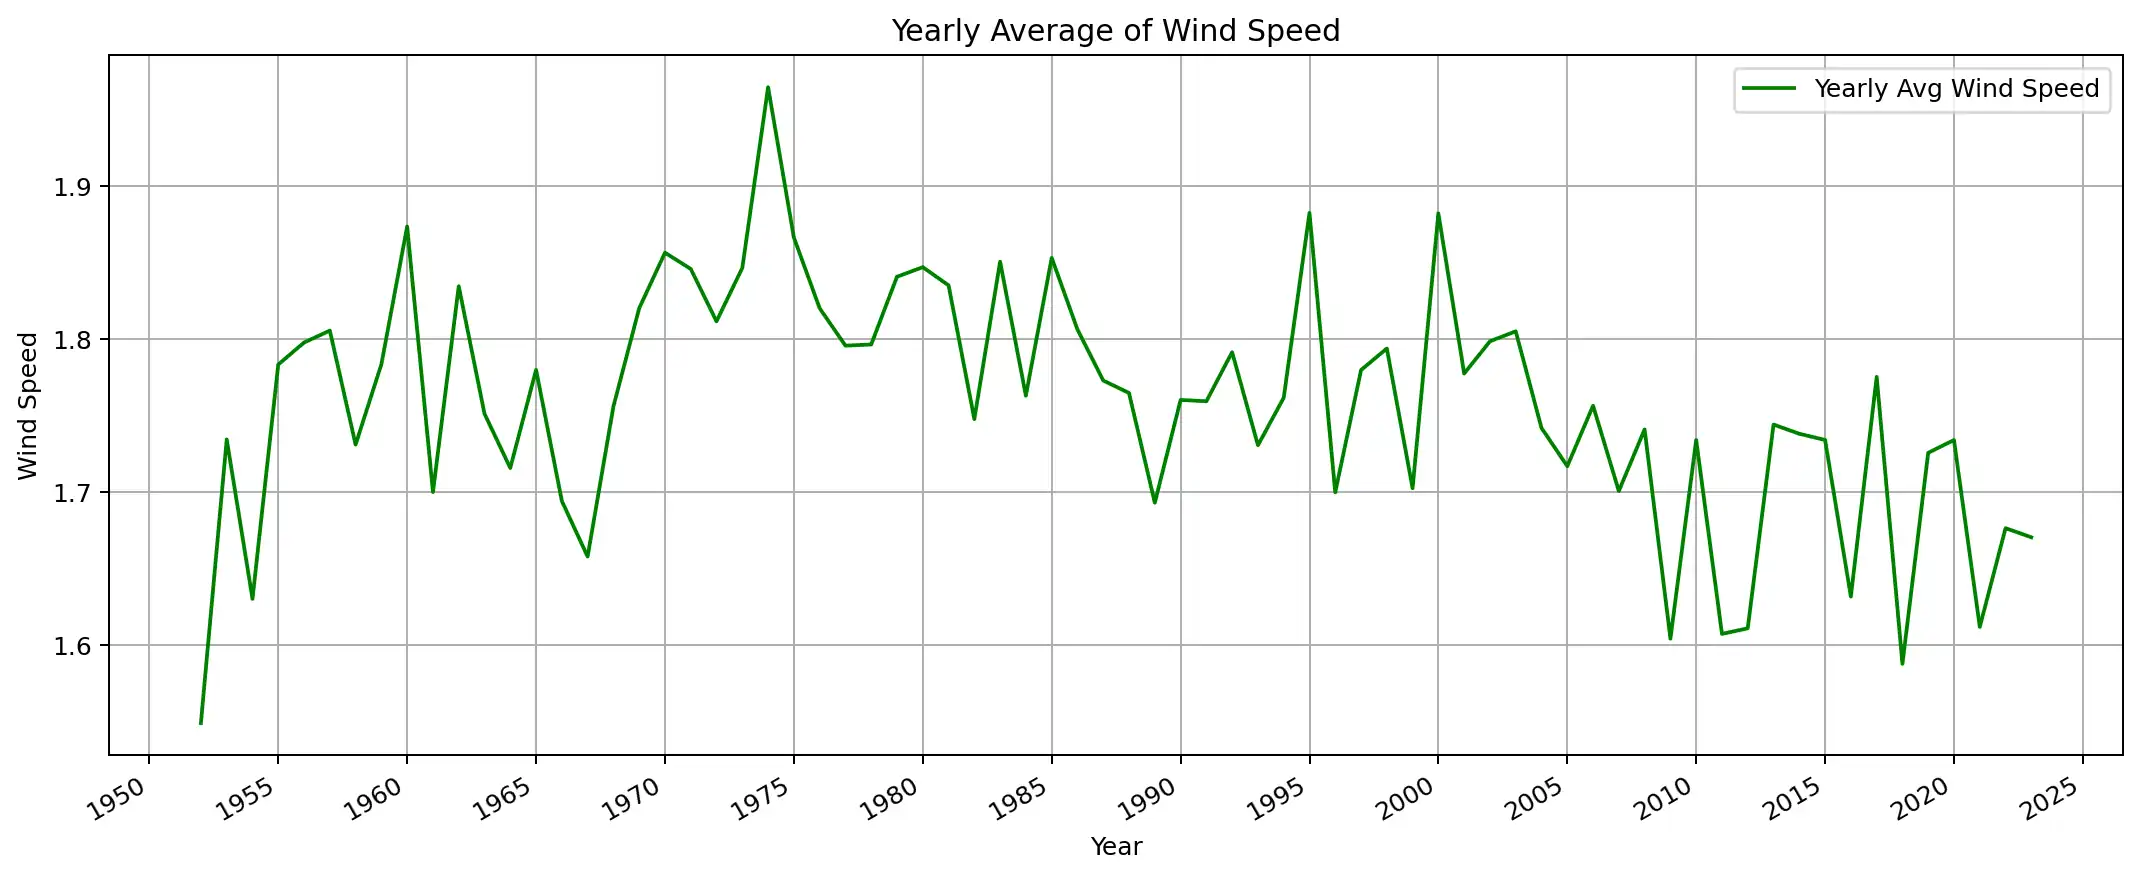 Yearly Average of Wind Speed
Yearly Avg Wind Speed
Wind Speed
1.9
1.8
1.7
1.6
1950 1955 1960 1965 1970 1975 1980 1985 1990 1995 2000 2005 2010 2015 2020 2025
Year